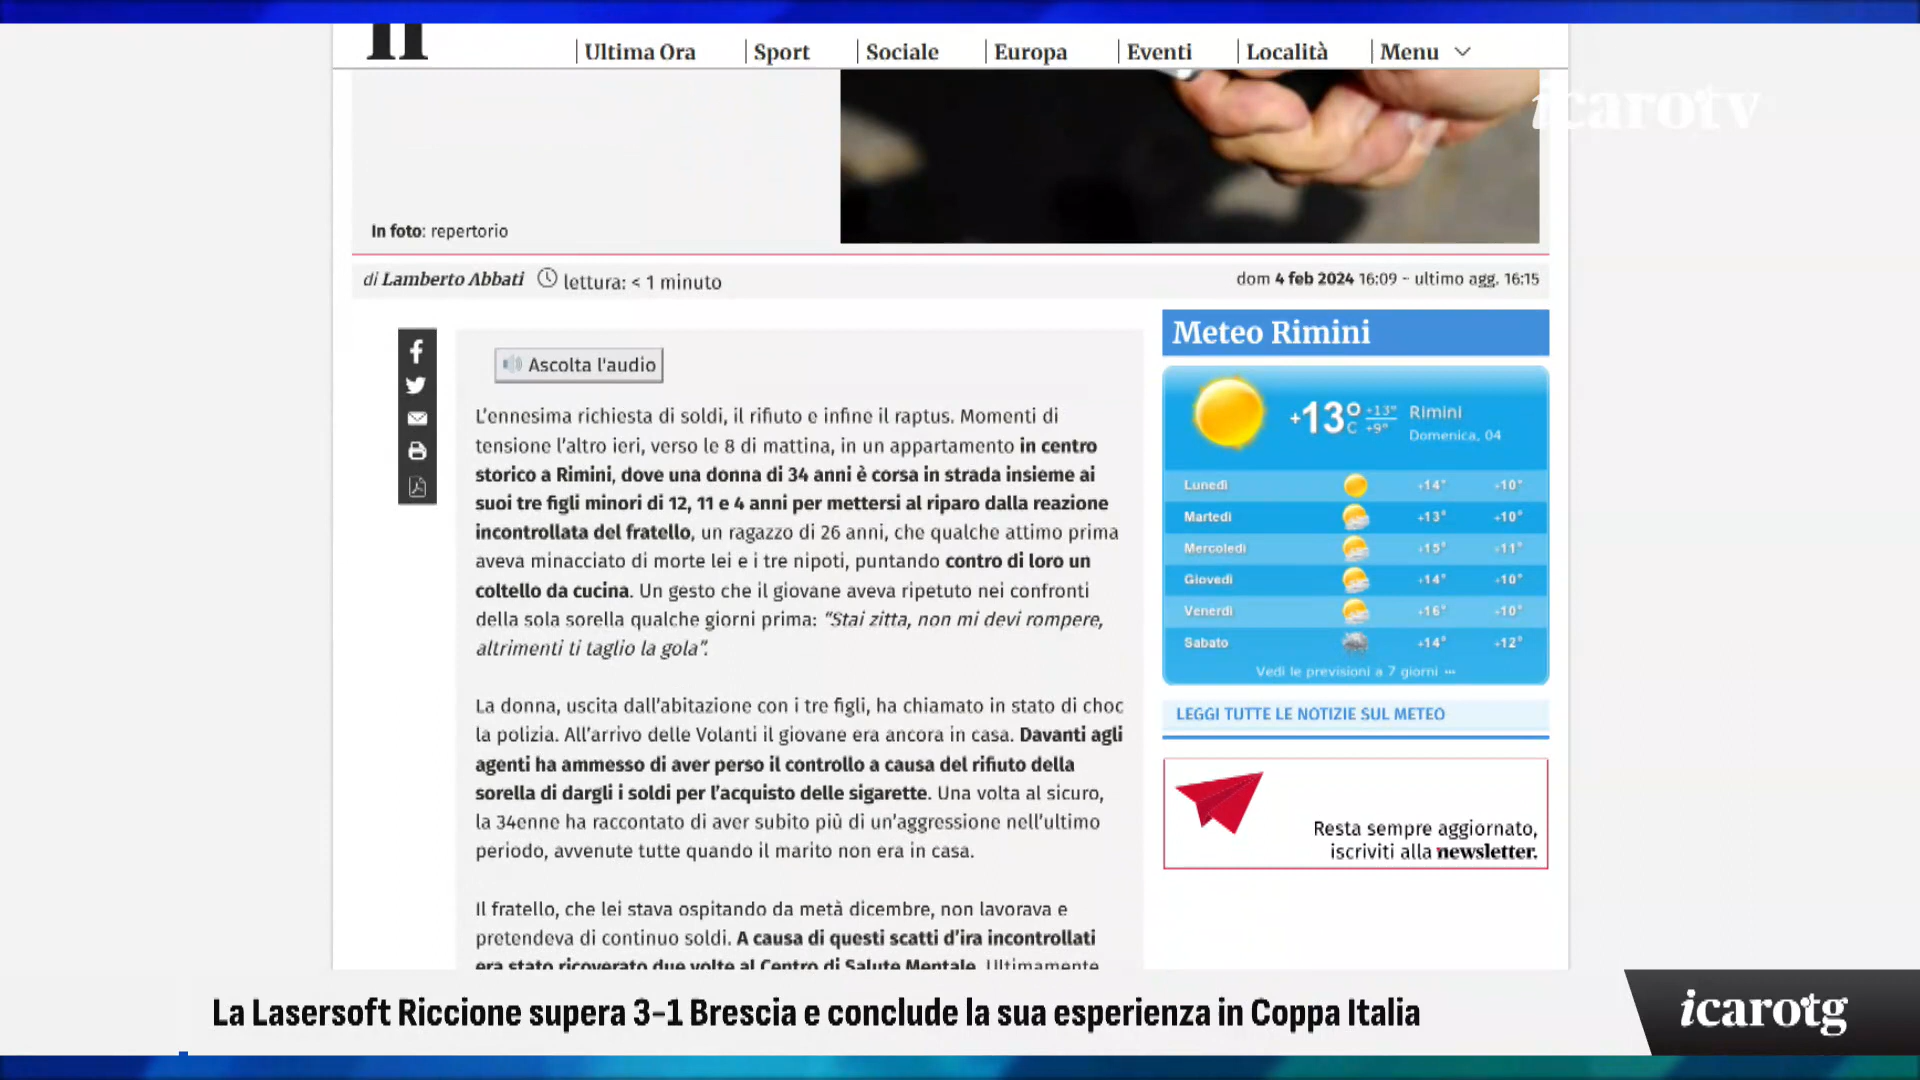 Ultima Ora
Sport
Sociale
Europa
Eventi
Località
Menu
icarotv
In foto: repertorio
di Lamberto Abbati
lettura: < 1 minuto
dom 4 feb 2024 16:09 - ultimo agg. 16:15
Ascolta l'audio
L'ennesima richiesta di soldi, il rifiuto e infine il raptus. Momenti di
tensione l'altro ieri, verso le 8 di mattina, in un appartamento in centro
storico a Rimini, dove una donna di 34 anni è corsa in strada insieme ai
suoi tre figli minori di 12, 11 e 4 anni per mettersi al riparo dalla reazione
incontrollata del fratello, un ragazzo di 26 anni, che qualche attimo prima
aveva minacciato di morte lei e i tre nipoti, puntando contro di loro un
coltello da cucina. Un gesto che il giovane aveva ripetuto nei confronti
della sola sorella qualche giorni prima: "Stai zitta, non mi devi rompere,
altrimenti ti taglio la gola".
La donna, uscita dall'abitazione con i tre figli, ha chiamato in stato di choc
la polizia. All'arrivo delle Volanti il giovane era ancora in casa. Davanti agli
agenti ha ammesso di aver perso il controllo a causa del rifiuto della
sorella di dargli i soldi per l'acquisto delle sigarette. Una volta al sicuro,
la 34enne ha raccontato di aver subito più di un'aggressione nell'ultimo
periodo, avvenute tutte quando il marito non era in casa.
Il fratello, che lei stava ospitando da metà dicembre, non lavorava e
pretendeva di continuo soldi. A causa di questi scatti d'ira incontrollati
era stato ricoverato due volte al Centro di Salute Mentale. Ultimamente
Meteo Rimini
+13°C +13° +9°
Rimini
Domenica, 04
Lunedì +14° +10°
Martedì +13° +10°
Mercoledì +15° +11°
Giovedì +14° +10°
Venerdì +16° +10°
Sabato +14° +12°
Vedi le previsioni a 7 giorni ···
LEGGI TUTTE LE NOTIZIE SUL METEO
Resta sempre aggiornato,
iscriviti alla newsletter.
La Lasersoft Riccione supera 3-1 Brescia e conclude la sua esperienza in Coppa Italia
icarotg